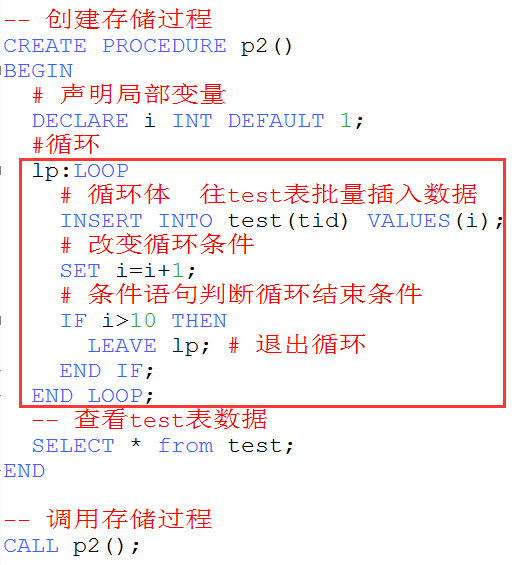 -- 创建存储过程
CREATE PROCEDURE p2()
BEGIN
# 声明局部变量
DECLARE i INT DEFAULT 1;
#循环
lp:LOOP
# 循环体  往test表批量插入数据
INSERT INTO test(tid) VALUES(i);
# 改变循环条件
SET i=i+1;
# 条件语句判断循环结束条件
IF i>10 THEN
LEAVE lp; # 退出循环
END IF;
END LOOP;
-- 查看test表数据
SELECT * from test;
END
-- 调用存储过程
CALL p2();